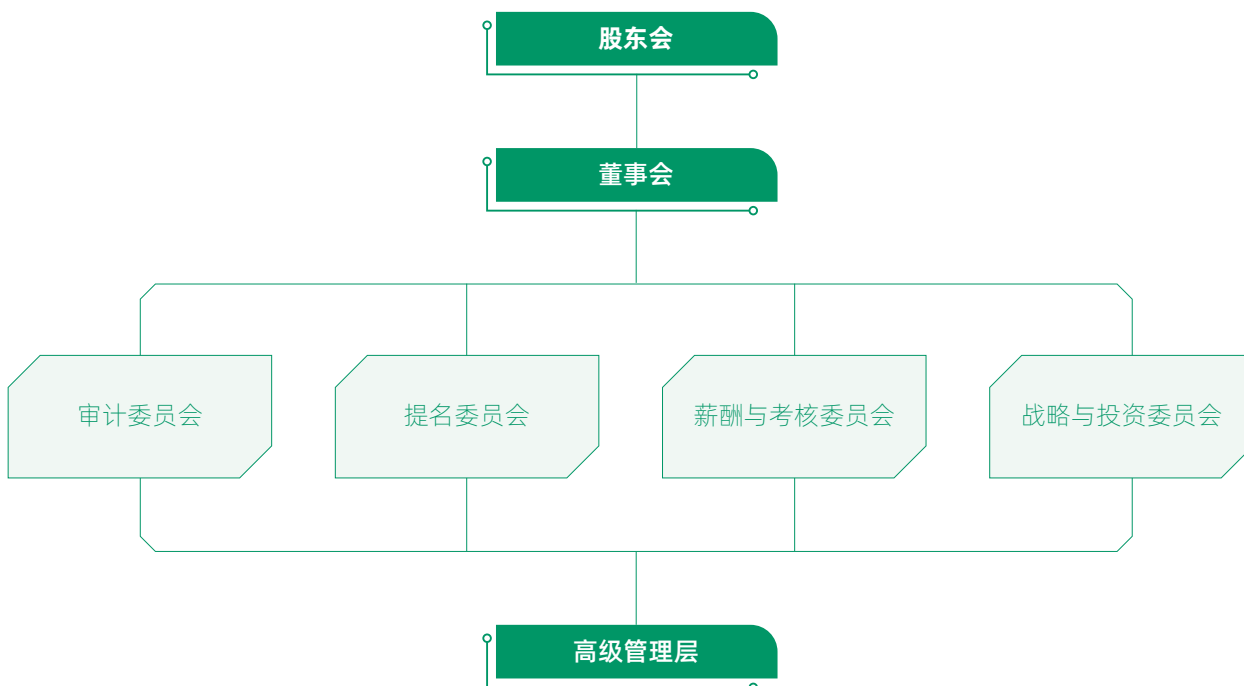 股东会
董事会
审计委员会
提名委员会
薪酬与考核委员会
战略与投资委员会
高级管理层